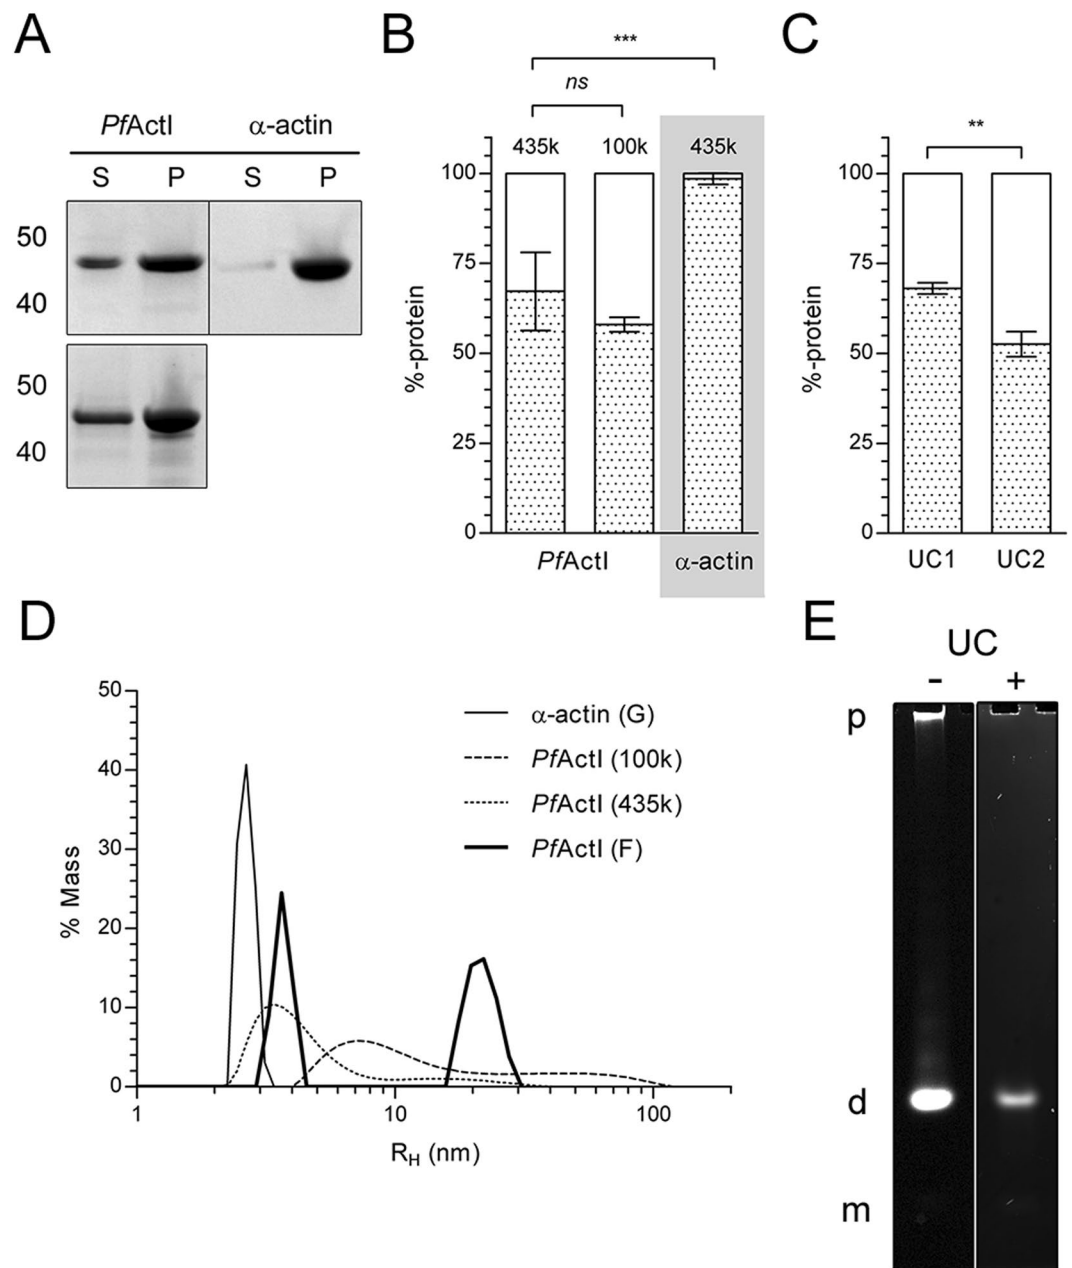 A
PfActI α-actin
S P S P
50
40
50
40
B
***
ns
435k 100k 435k
100
75
50
25
0
%-protein
PfActI α-actin
C
**
100
75
50
25
0
%-protein
UC1 UC2
D
50
40
30
20
10
0
% Mass
α-actin (G)
PfActI (100k)
PfActI (435k)
PfActI (F)
1 10 100
RH (nm)
E
UC
- +
p
d
m